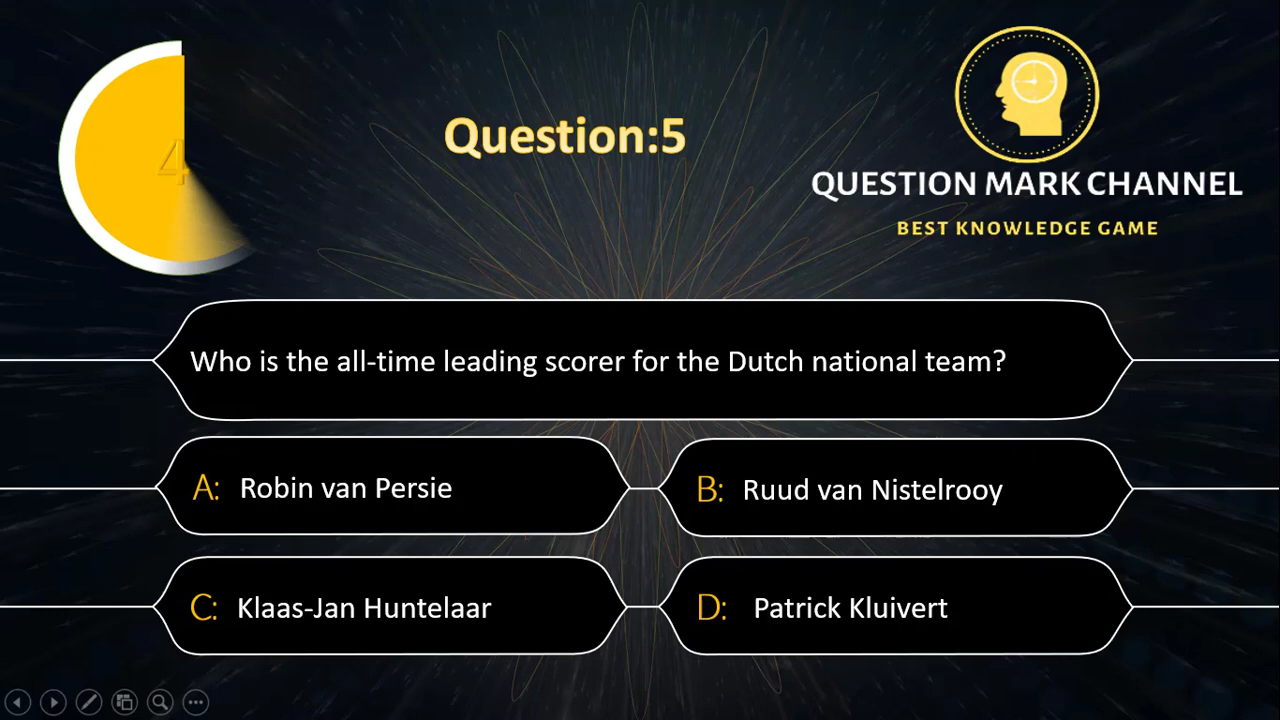 4
Question:5
QUESTION MARK CHANNEL
BEST KNOWLEDGE GAME
Who is the all-time leading scorer for the Dutch national team?
A: Robin van Persie
B: Ruud van Nistelrooy
C: Klaas-Jan Huntelaar
D: Patrick Kluivert